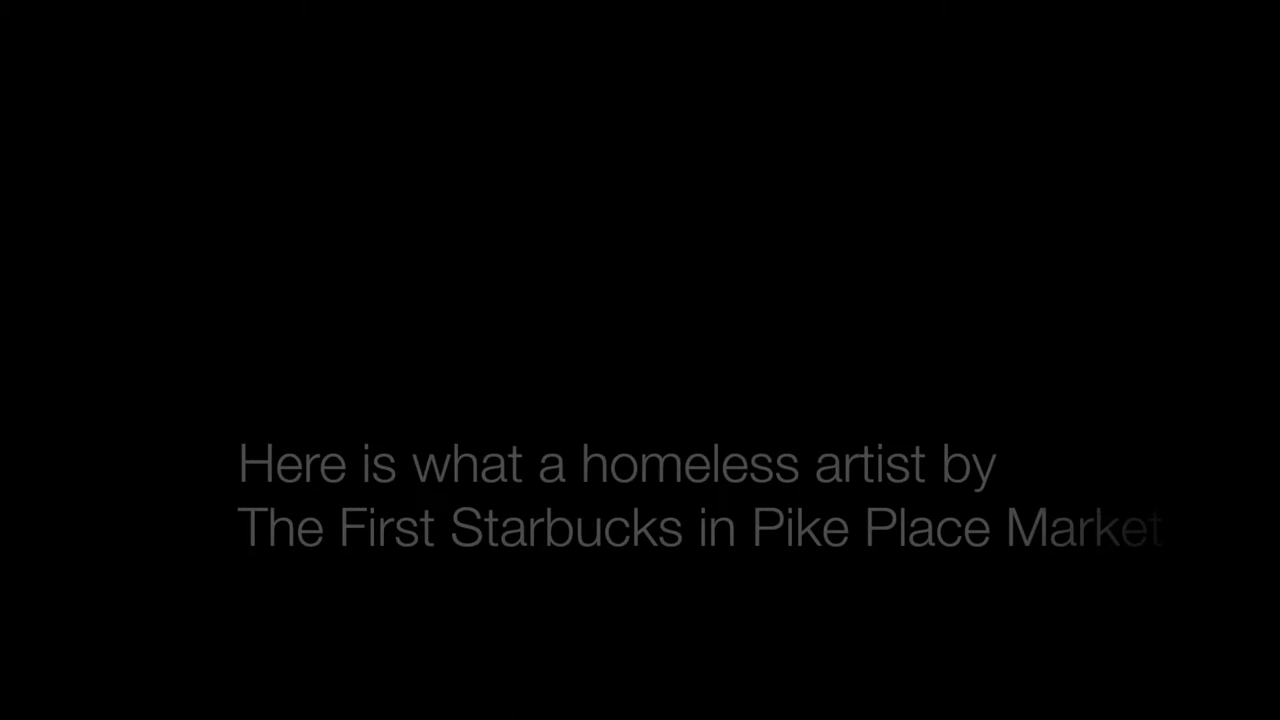 Here is what a homeless artist by
The First Starbucks in Pike Place Market